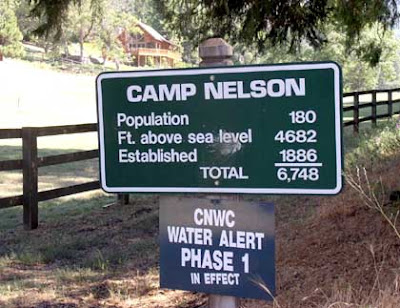 CAMP NELSON
Population 180
Ft. above sea level 4682
Established 1886
TOTAL 6,748
CNWC
WATER ALERT
PHASE 1
IN EFFECT